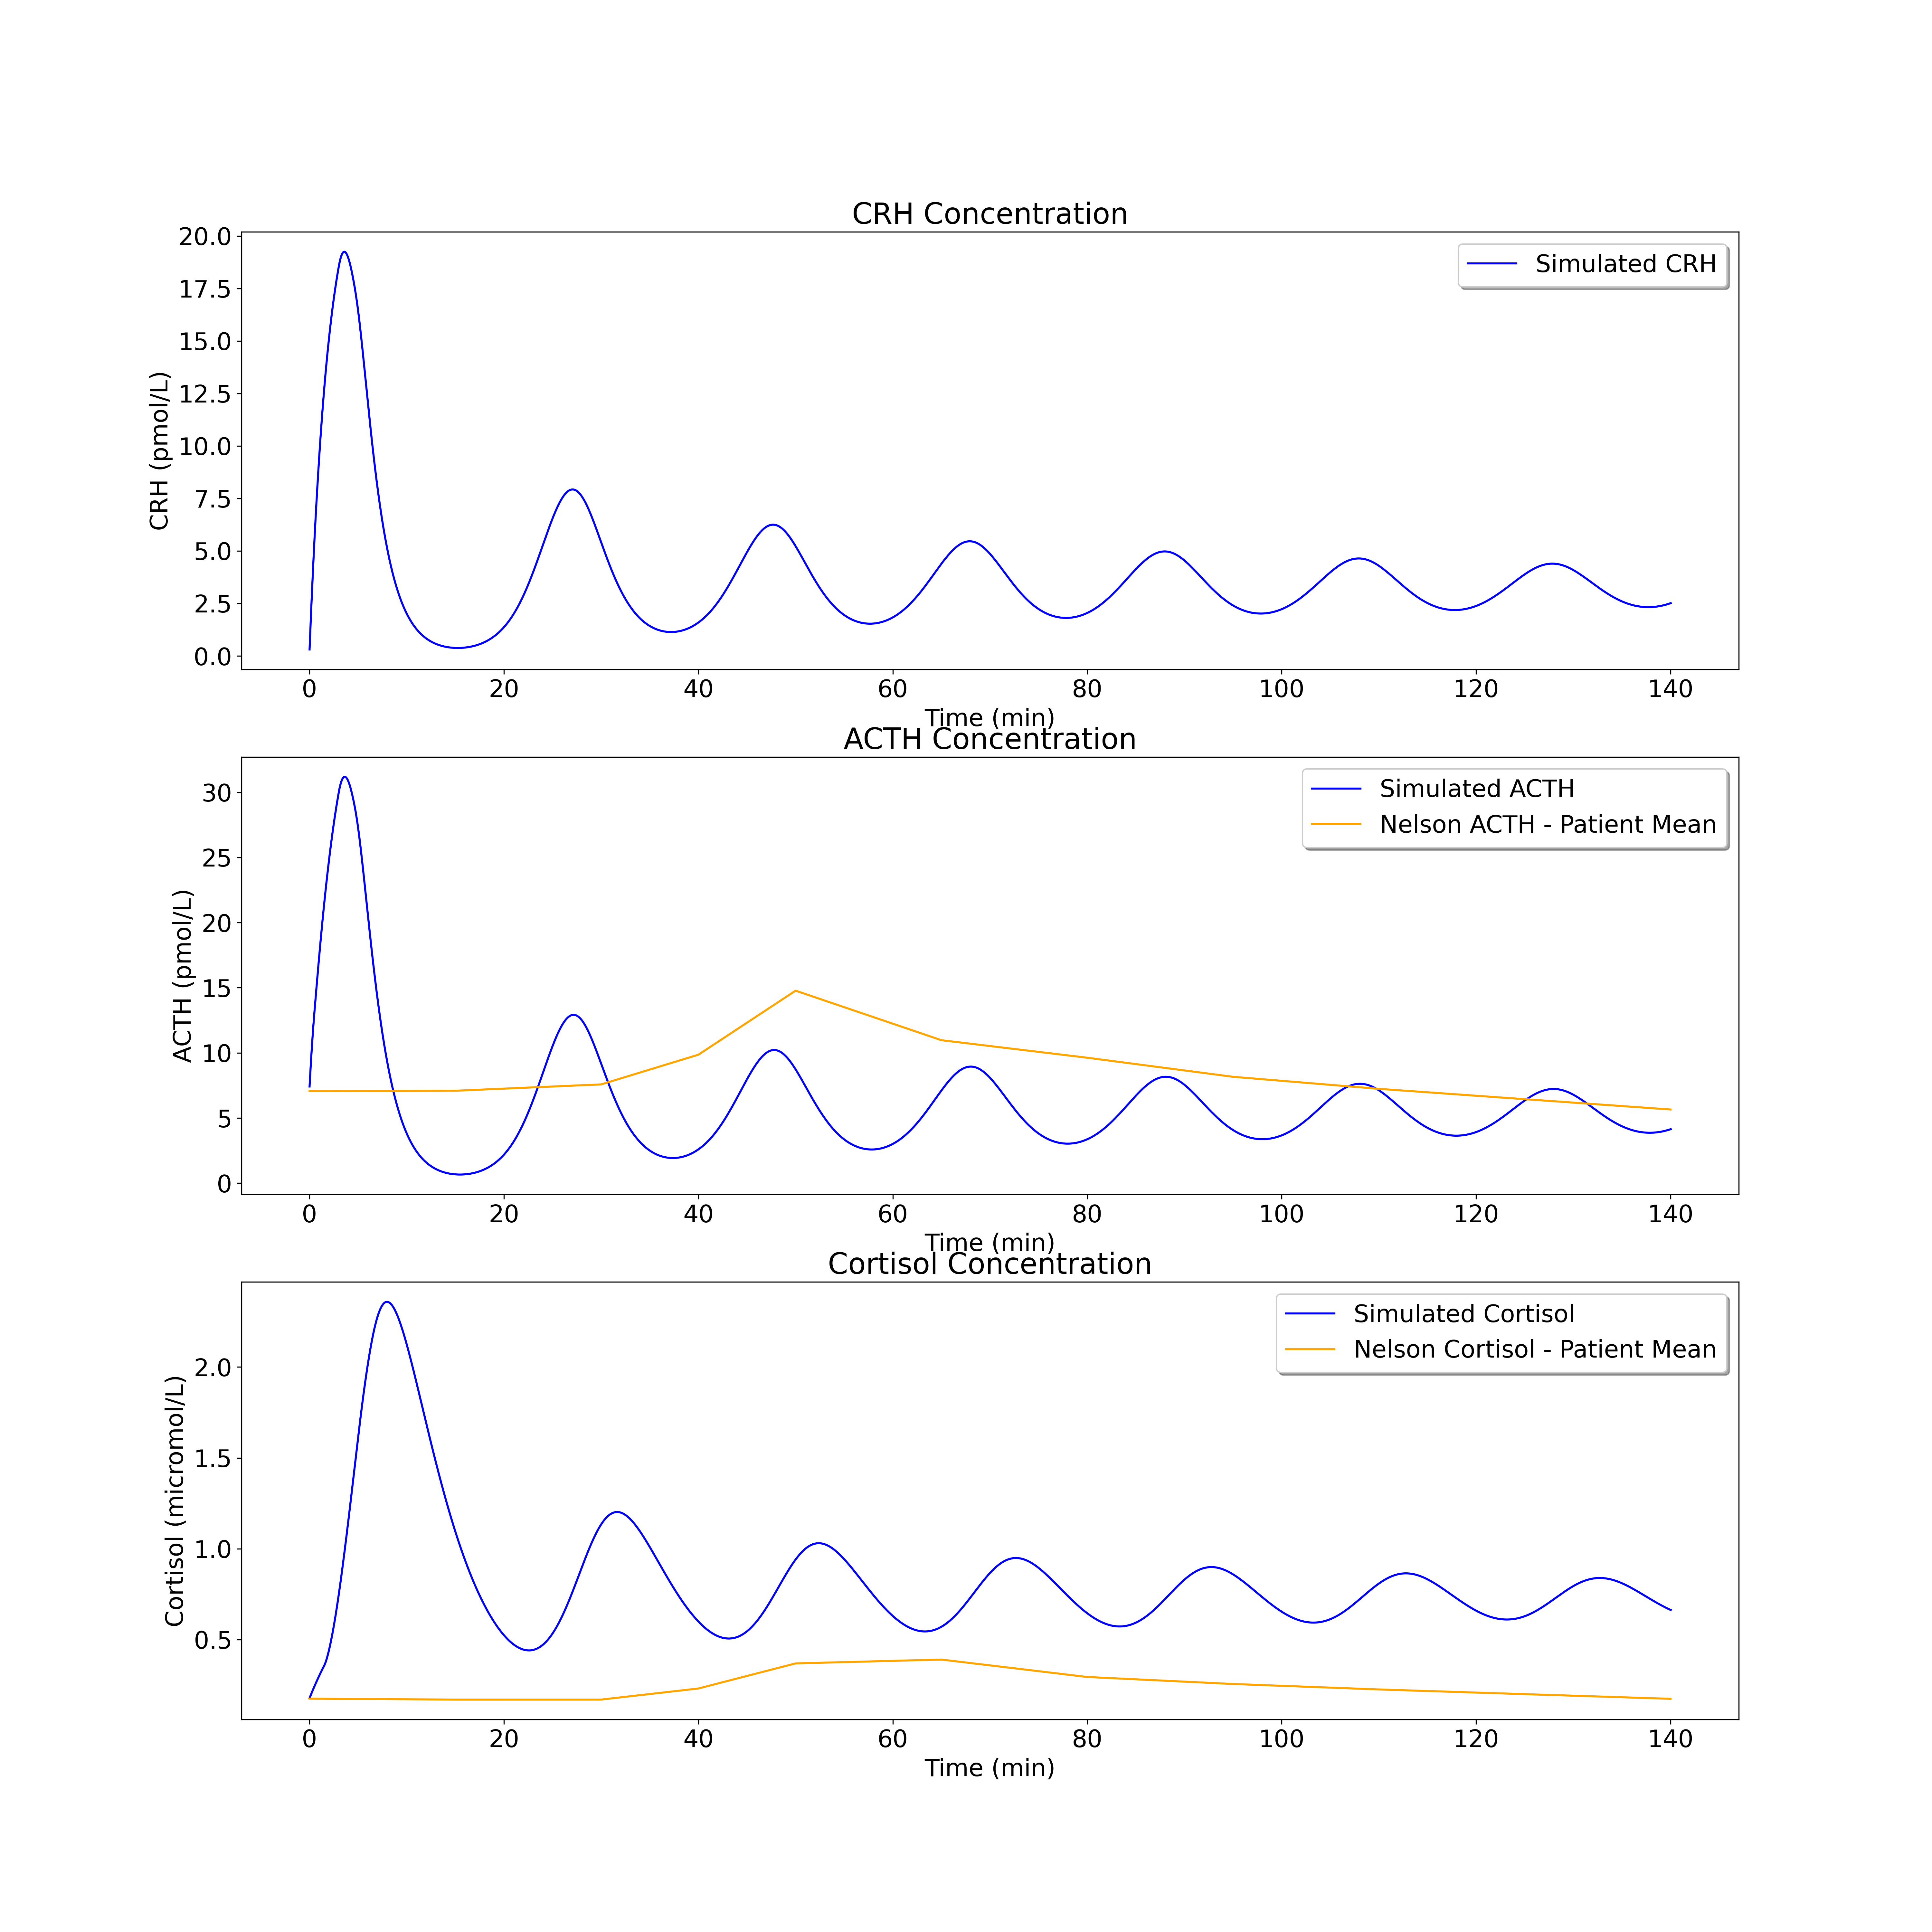 CRH Concentration
20.0
17.5
15.0
12.5
10.0
7.5
5.0
2.5
0.0
CRH (pmol/L)
Simulated CRH
0 20 40 60 80 100 120 140
Time (min)
ACTH Concentration
30
25
20
15
10
5
0
ACTH (pmol/L)
Simulated ACTH
Nelson ACTH - Patient Mean
0 20 40 60 80 100 120 140
Time (min)
Cortisol Concentration
2.0
1.5
1.0
0.5
Cortisol (micromol/L)
Simulated Cortisol
Nelson Cortisol - Patient Mean
0 20 40 60 80 100 120 140
Time (min)